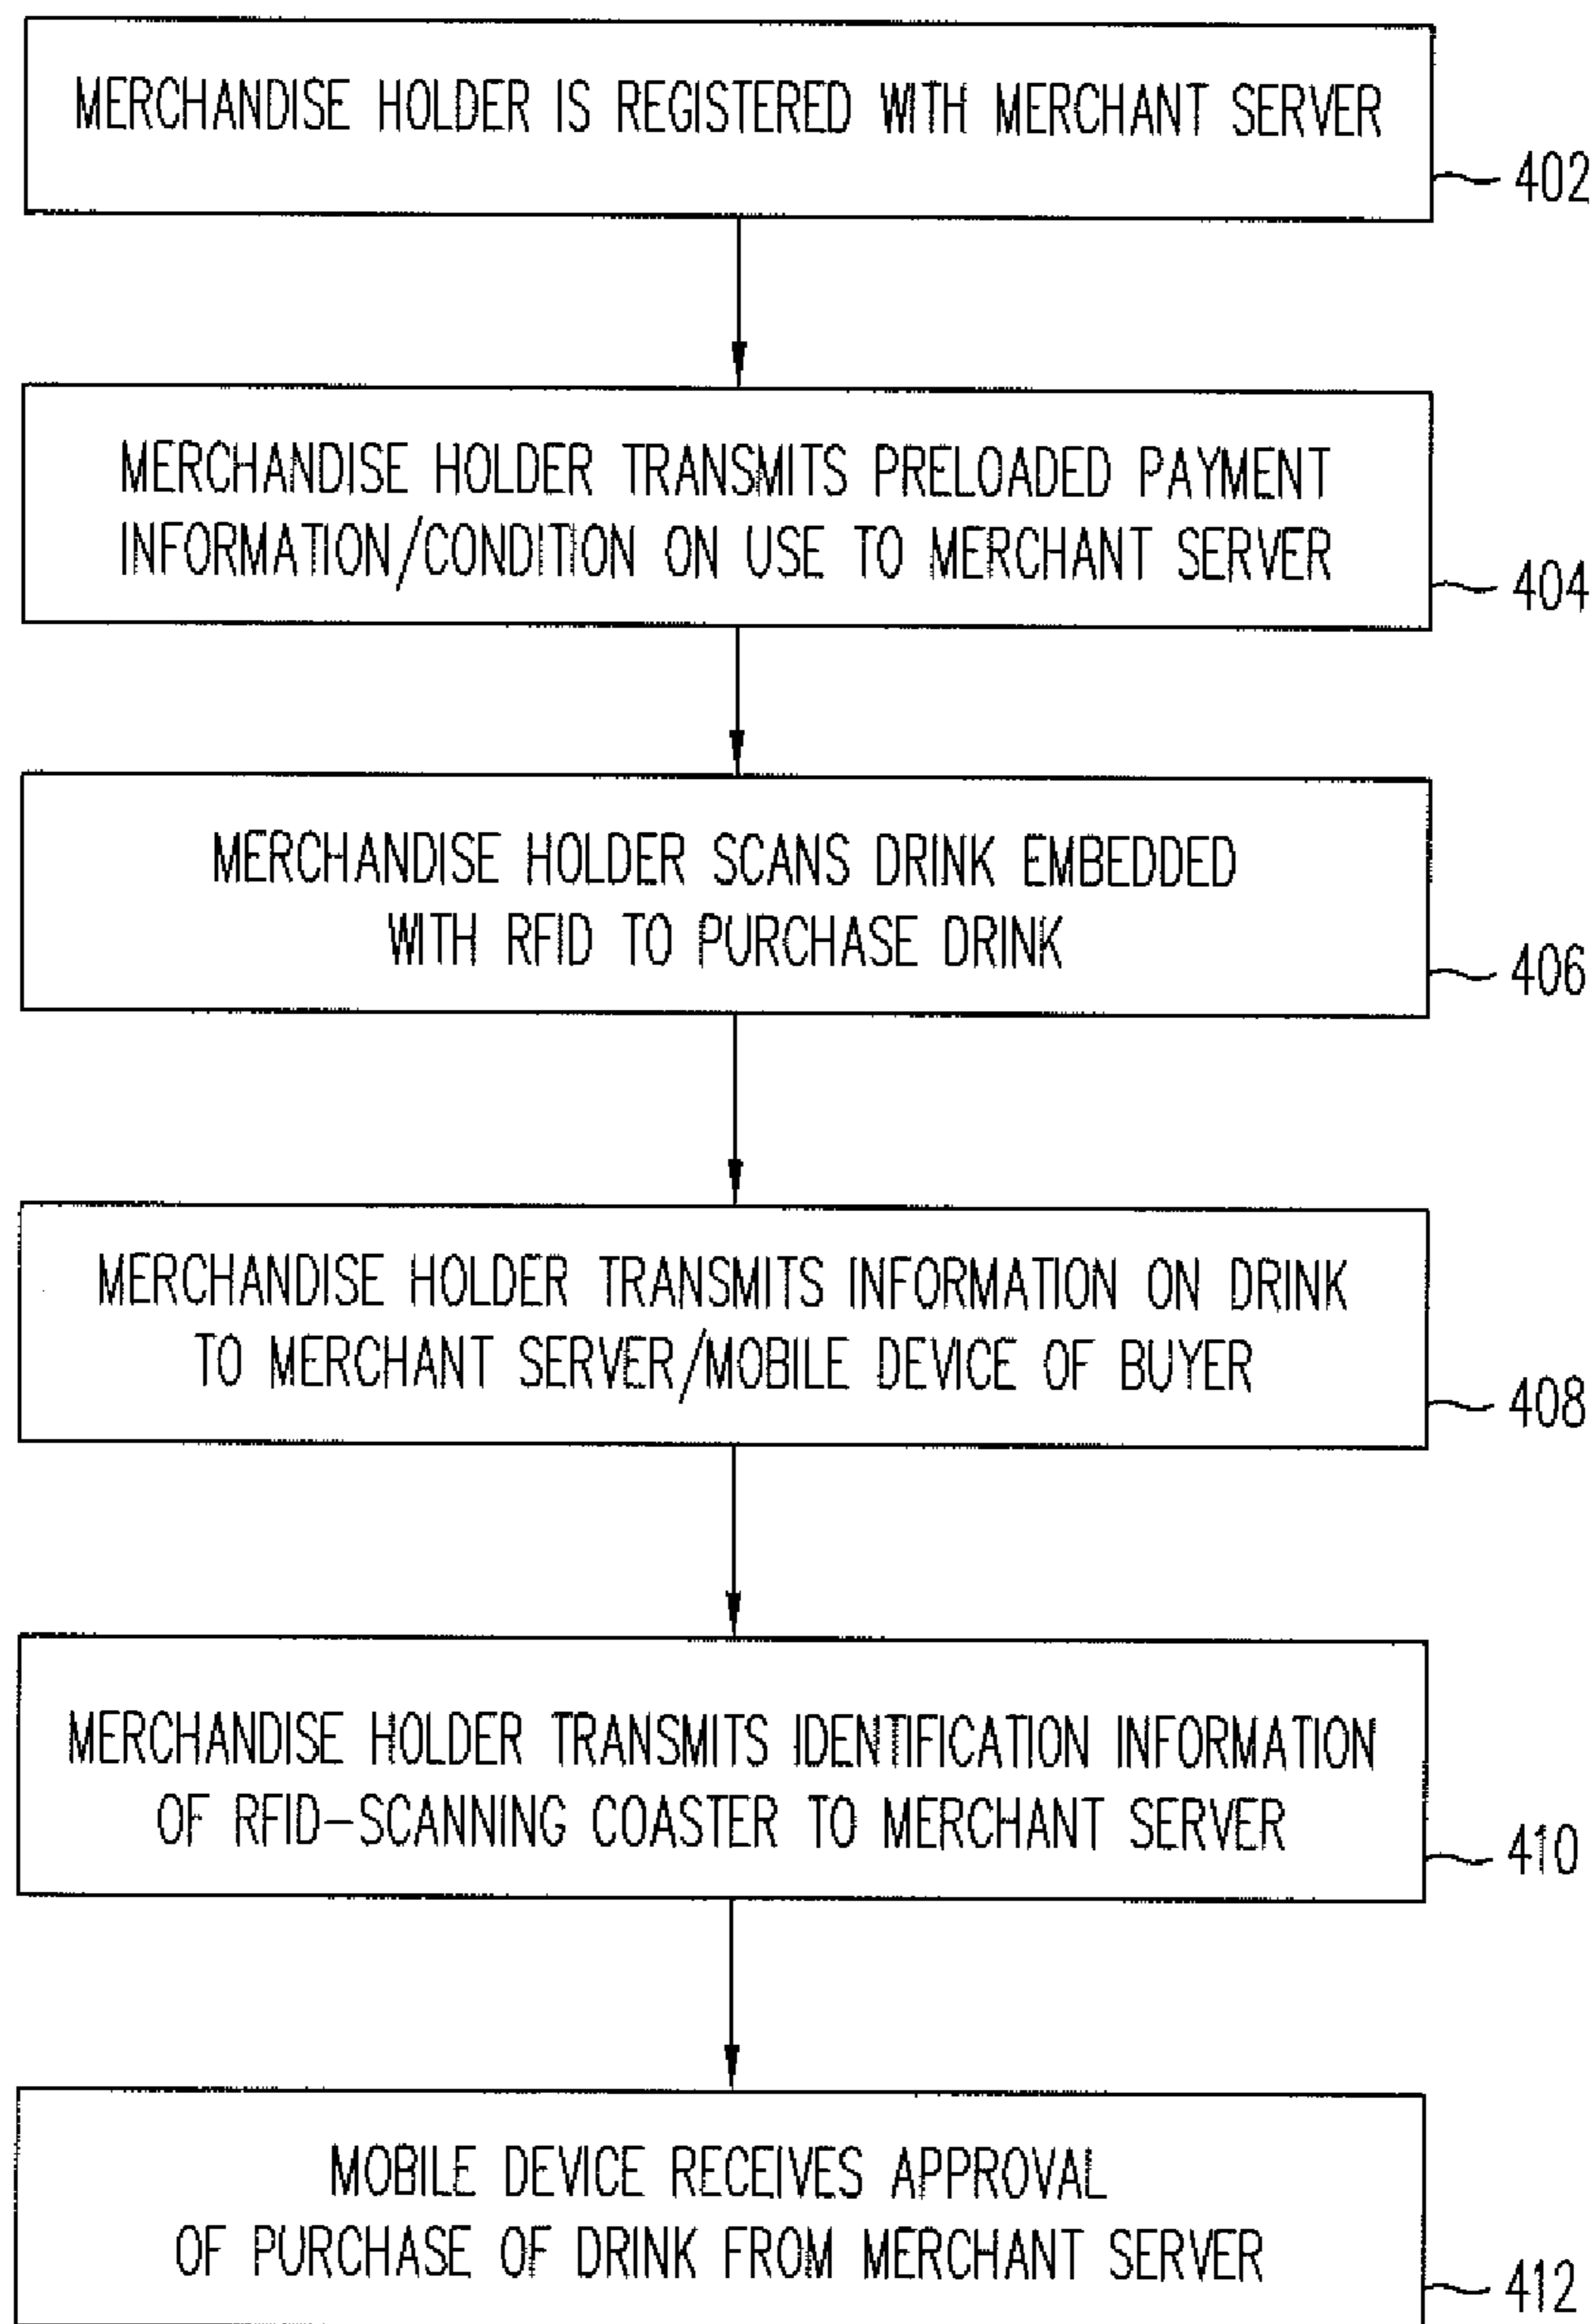 MERCHANDISE HOLDER IS REGISTERED WITH MERCHANT SERVER
402
MERCHANDISE HOLDER TRANSMITS PRELOADED PAYMENT
INFORMATION/CONDITION ON USE TO MERCHANT SERVER
404
MERCHANDISE HOLDER SCANS DRINK EMBEDDED
WITH RFID TO PURCHASE DRINK
406
MERCHANDISE HOLDER TRANSMITS INFORMATION ON DRINK
TO MERCHANT SERVER/MOBILE DEVICE OF BUYER
408
MERCHANDISE HOLDER TRANSMITS IDENTIFICATION INFORMATION
OF RFID-SCANNING COASTER TO MERCHANT SERVER
410
MOBILE DEVICE RECEIVES APPROVAL
OF PURCHASE OF DRINK FROM MERCHANT SERVER
412